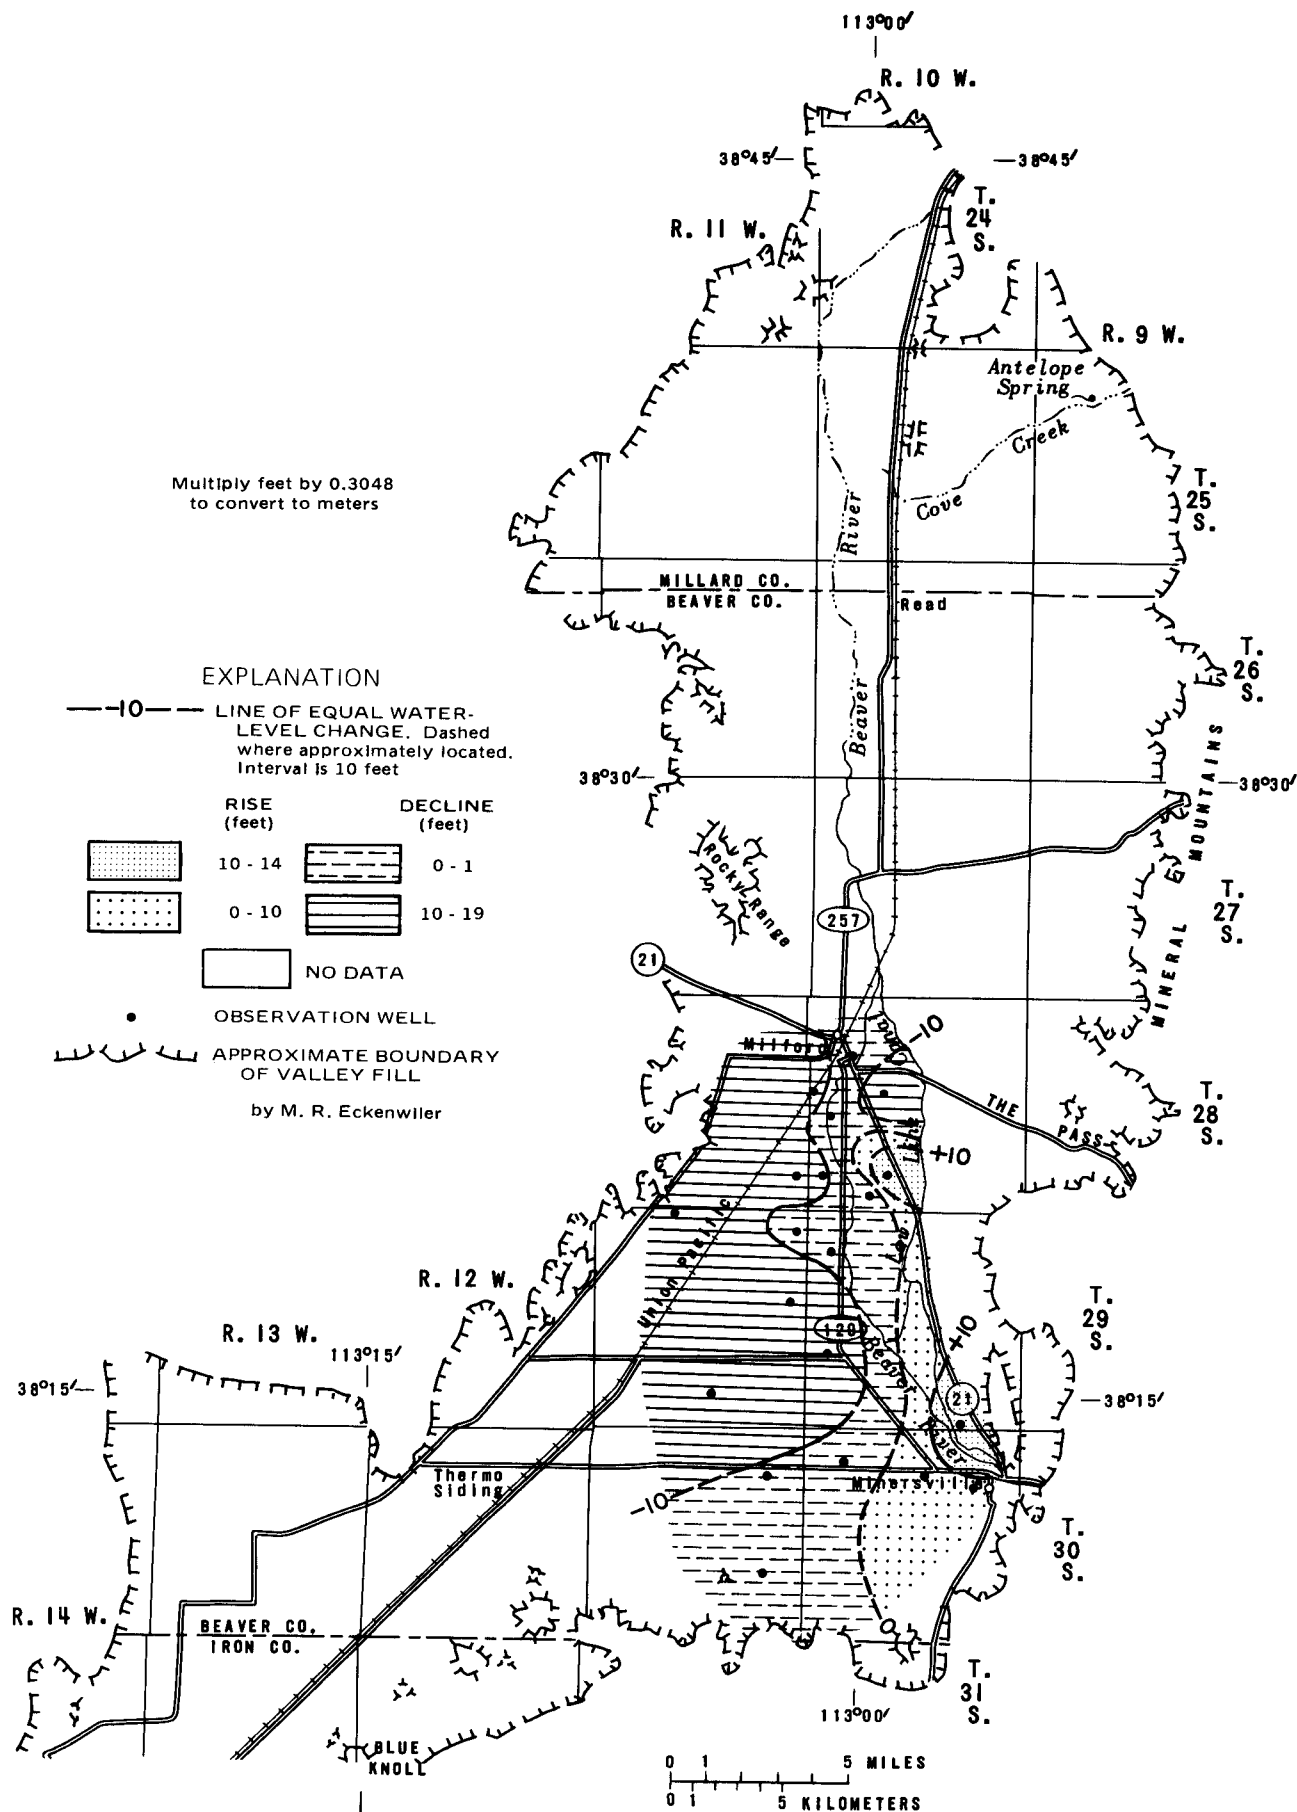 113°00′
R. 10 W.
38°45′
38°45′
T.
24
S.
R. 11 W.
R. 9 W.
Antelope
Spring
Creek
Cove
River
T.
25
S.
Multiply feet by 0.3048
to convert to meters
MILLARD CO.
BEAVER CO.
Read
T.
26
S.
Beaver
EXPLANATION
-10
LINE OF EQUAL WATER-
LEVEL CHANGE. Dashed
where approximately located.
Interval is 10 feet
RISE
(feet)
DECLINE
(feet)
10 - 14
0 - 1
0 - 10
10 - 19
NO DATA
OBSERVATION WELL
APPROXIMATE BOUNDARY
OF VALLEY FILL
by M. R. Eckenwiler
38°30′
38°30′
MINERAL MOUNTAINS
Rocky Range
T.
27
S.
257
21
Milford
-10
THE PASS
T.
28
S.
+10
Low Line Canal
Union Pacific
R. 12 W.
R. 13 W.
113°15′
T.
29
S.
129
Beaver River
+10
21
38°15′
38°15′
Thermo
Siding
Minersville
-10
T.
30
S.
R. 14 W.
BEAVER CO.
IRON CO.
T.
31
S.
113°00′
BLUE
KNOLL
0 1 5 MILES
0 1 5 KILOMETERS